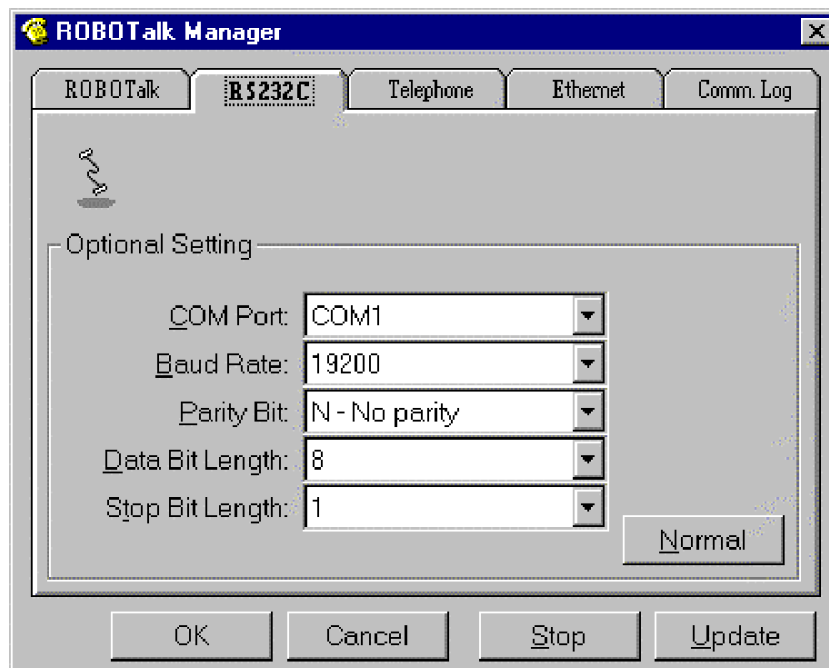 ROBOTalk Manager
ROBOTalk RS232C Telephone Ethernet Comm. Log
Optional Setting
COM Port: COM1
Baud Rate: 19200
Parity Bit: N - No parity
Data Bit Length: 8
Stop Bit Length: 1
Normal
OK Cancel Stop Update